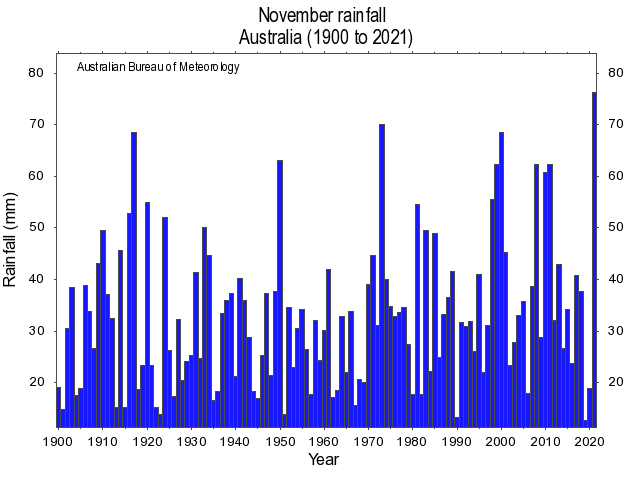 November rainfall
Australia (1900 to 2021)
Australian Bureau of Meteorology
80 80
70 70
60 60
50 50
40 40
30 30
20 20
Rainfall (mm)
1900 1910 1920 1930 1940 1950 1960 1970 1980 1990 2000 2010 2020
Year